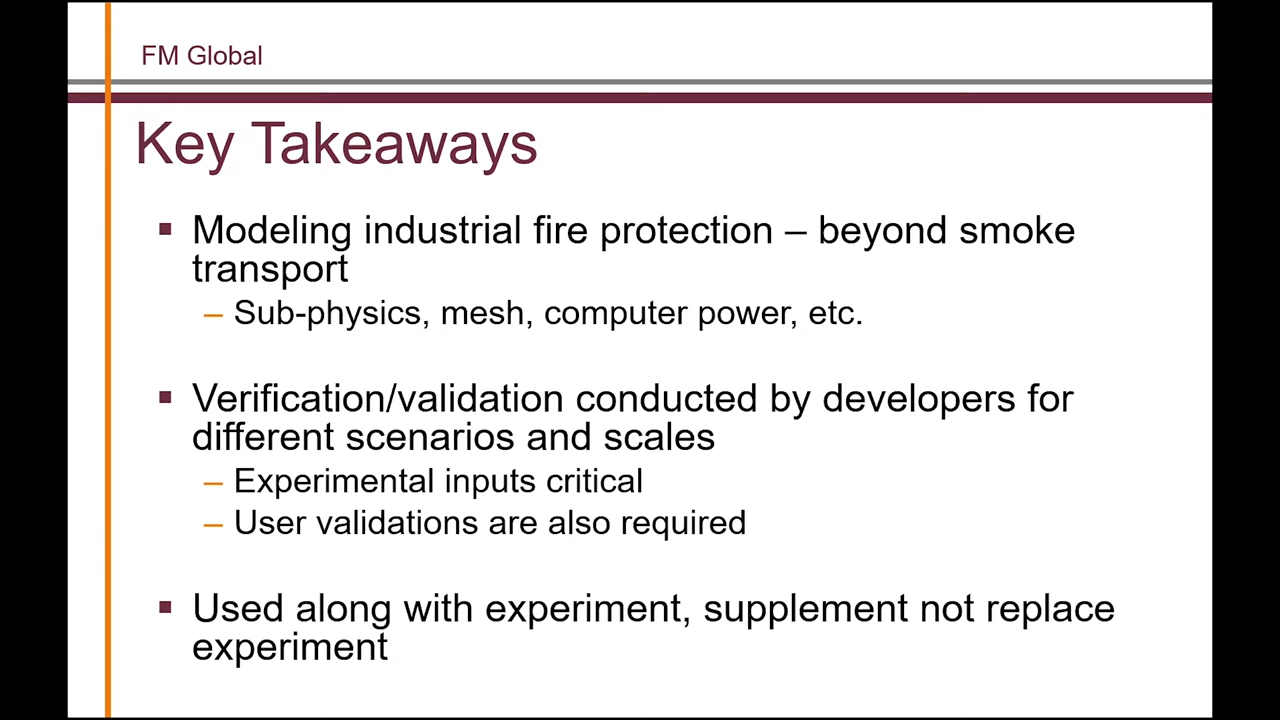 FM Global
Key Takeaways
▪ Modeling industrial fire protection – beyond smoke
transport
– Sub-physics, mesh, computer power, etc.
▪ Verification/validation conducted by developers for
different scenarios and scales
– Experimental inputs critical
– User validations are also required
▪ Used along with experiment, supplement not replace
experiment